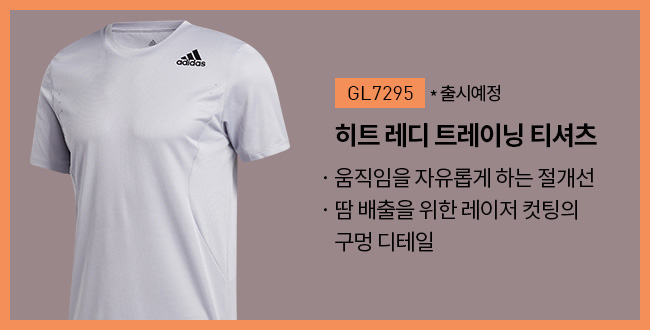 adidas
GL7295 * 출시예정
히트 레디 트레이닝 티셔츠
· 움직임을 자유롭게 하는 절개선
· 땀 배출을 위한 레이저 컷팅의
구멍 디테일